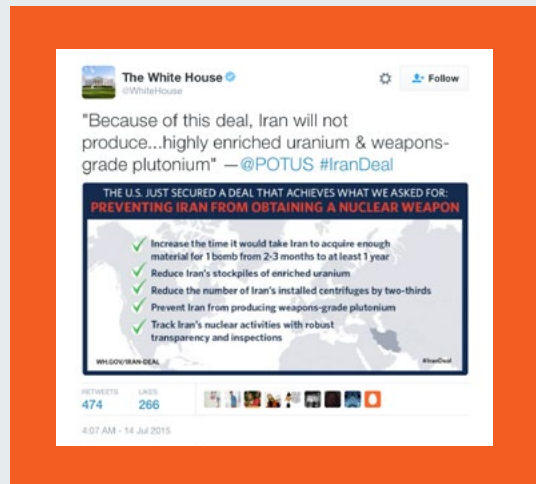 The White House
@WhiteHouse
Follow
"Because of this deal, Iran will not
produce...highly enriched uranium & weapons-
grade plutonium" —@POTUS #IranDeal
THE U.S. JUST SECURED A DEAL THAT ACHIEVES WHAT WE ASKED FOR:
PREVENTING IRAN FROM OBTAINING A NUCLEAR WEAPON
Increase the time it would take Iran to acquire enough
material for 1 bomb from 2-3 months to at least 1 year
Reduce Iran's stockpiles of enriched uranium
Reduce the number of Iran's installed centrifuges by two-thirds
Prevent Iran from producing weapons-grade plutonium
Track Iran's nuclear activities with robust
transparency and inspections
WH.GOV/IRAN-DEAL
#IranDeal
RETWEETS LIKES
474 266
4:07 AM - 14 Jul 2015